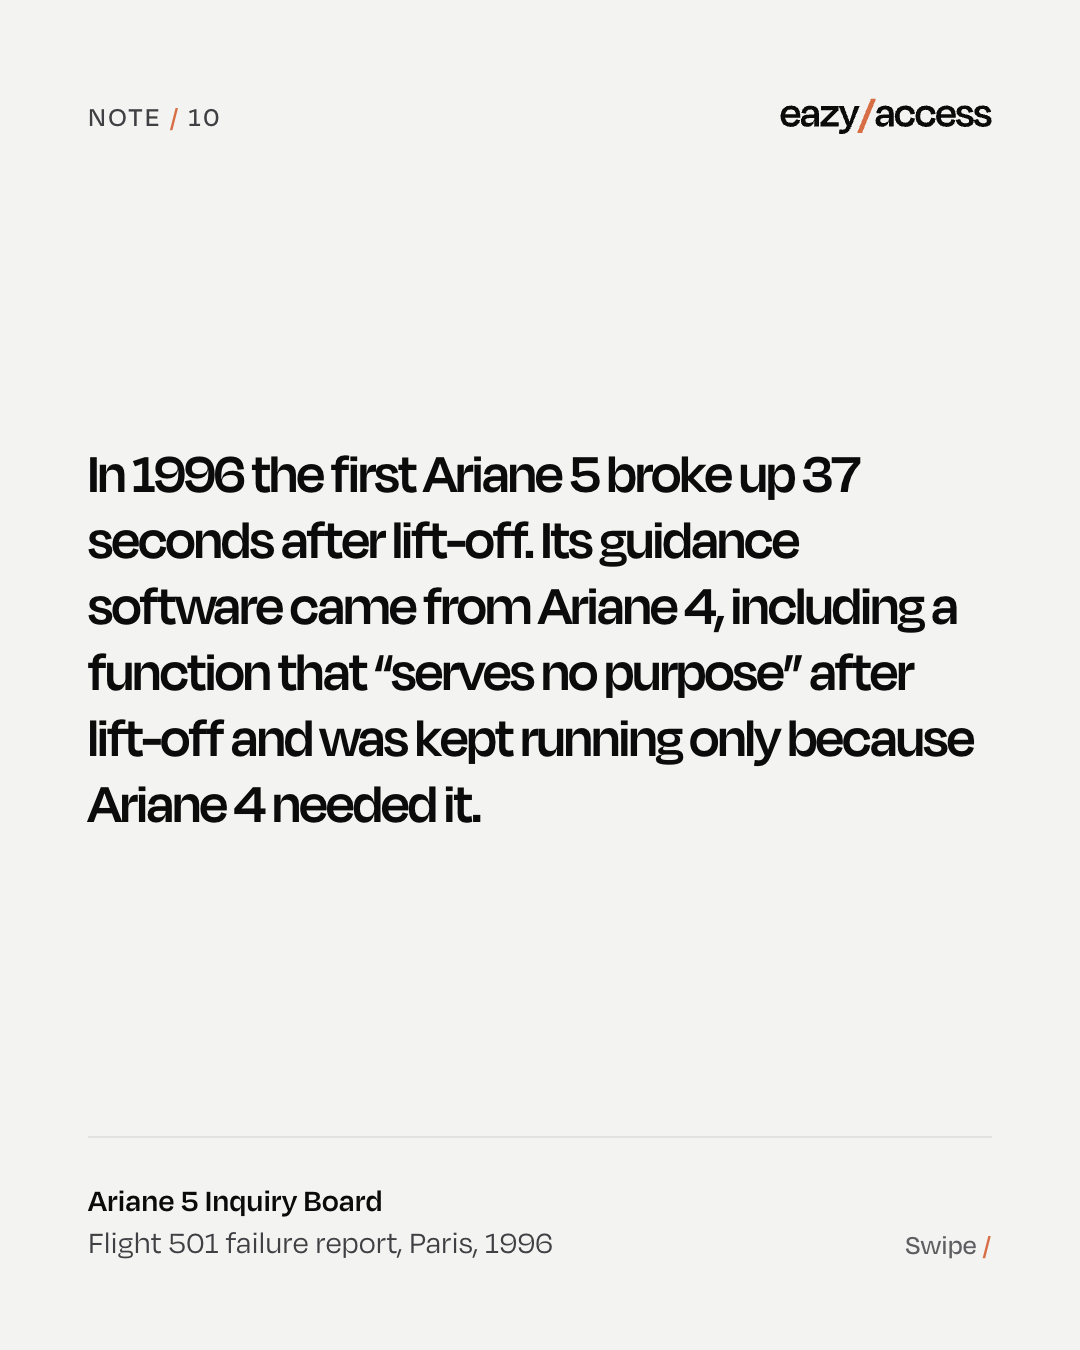 NOTE / 10
eazy/access
In 1996 the first Ariane 5 broke up 37
seconds after lift-off. Its guidance
software came from Ariane 4, including a
function that “serves no purpose” after
lift-off and was kept running only because
Ariane 4 needed it.
Ariane 5 Inquiry Board
Flight 501 failure report, Paris, 1996
Swipe /